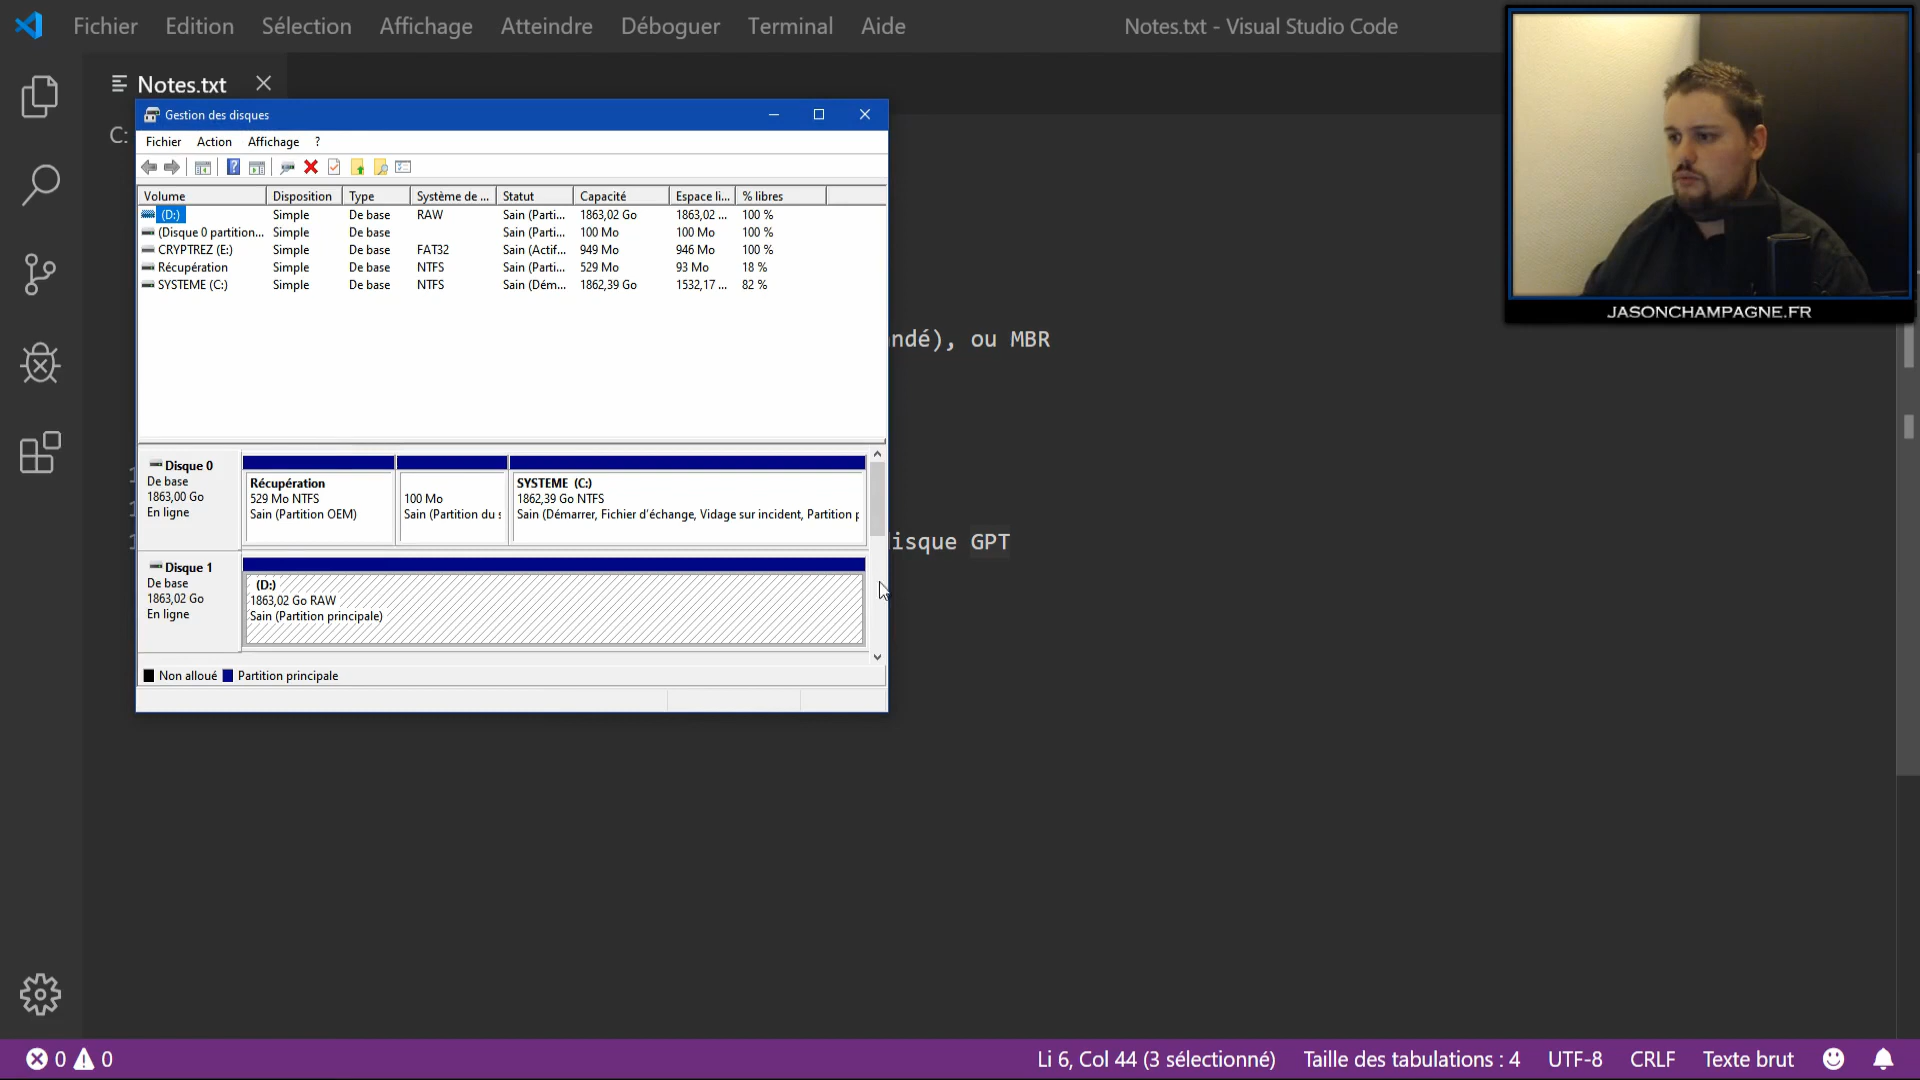 Fichier Edition Sélection Affichage Atteindre Déboguer Terminal Aide Notes.txt - Visual Studio Code
Notes.txt
C:
Gestion des disques
Fichier Action Affichage ?
Volume Disposition Type Système de ... Statut Capacité Espace li... % libres
(D:) Simple De base RAW Sain (Parti... 1863,02 Go 1863,02 ... 100 %
(Disque 0 partition... Simple De base Sain (Parti... 100 Mo 100 Mo 100 %
CRYPTREZ (E:) Simple De base FAT32 Sain (Actif... 949 Mo 946 Mo 100 %
Récupération Simple De base NTFS Sain (Parti... 529 Mo 93 Mo 18 %
SYSTEME (C:) Simple De base NTFS Sain (Dém... 1862,39 Go 1532,17 ... 82 %
JASONCHAMPAGNE.FR
ndé), ou MBR
Disque 0
De base
1863,00 Go
En ligne
Récupération
529 Mo NTFS
Sain (Partition OEM)
100 Mo
Sain (Partition du s
SYSTEME (C:)
1862,39 Go NTFS
Sain (Démarrer, Fichier d'échange, Vidage sur incident, Partition p
isque GPT
Disque 1
De base
1863,02 Go
En ligne
(D:)
1863,02 Go RAW
Sain (Partition principale)
Non alloué Partition principale
0 0 Li 6, Col 44 (3 sélectionné) Taille des tabulations : 4 UTF-8 CRLF Texte brut